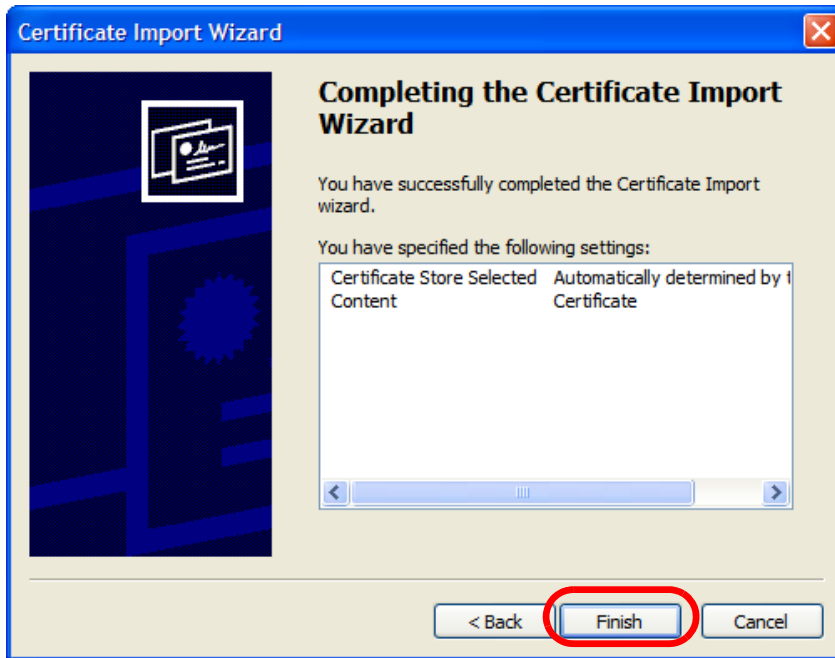 Certificate Import Wizard
Completing the Certificate Import
Wizard
You have successfully completed the Certificate Import
wizard.
You have specified the following settings:
Certificate Store Selected Automatically determined by t
Content Certificate
< Back Finish Cancel